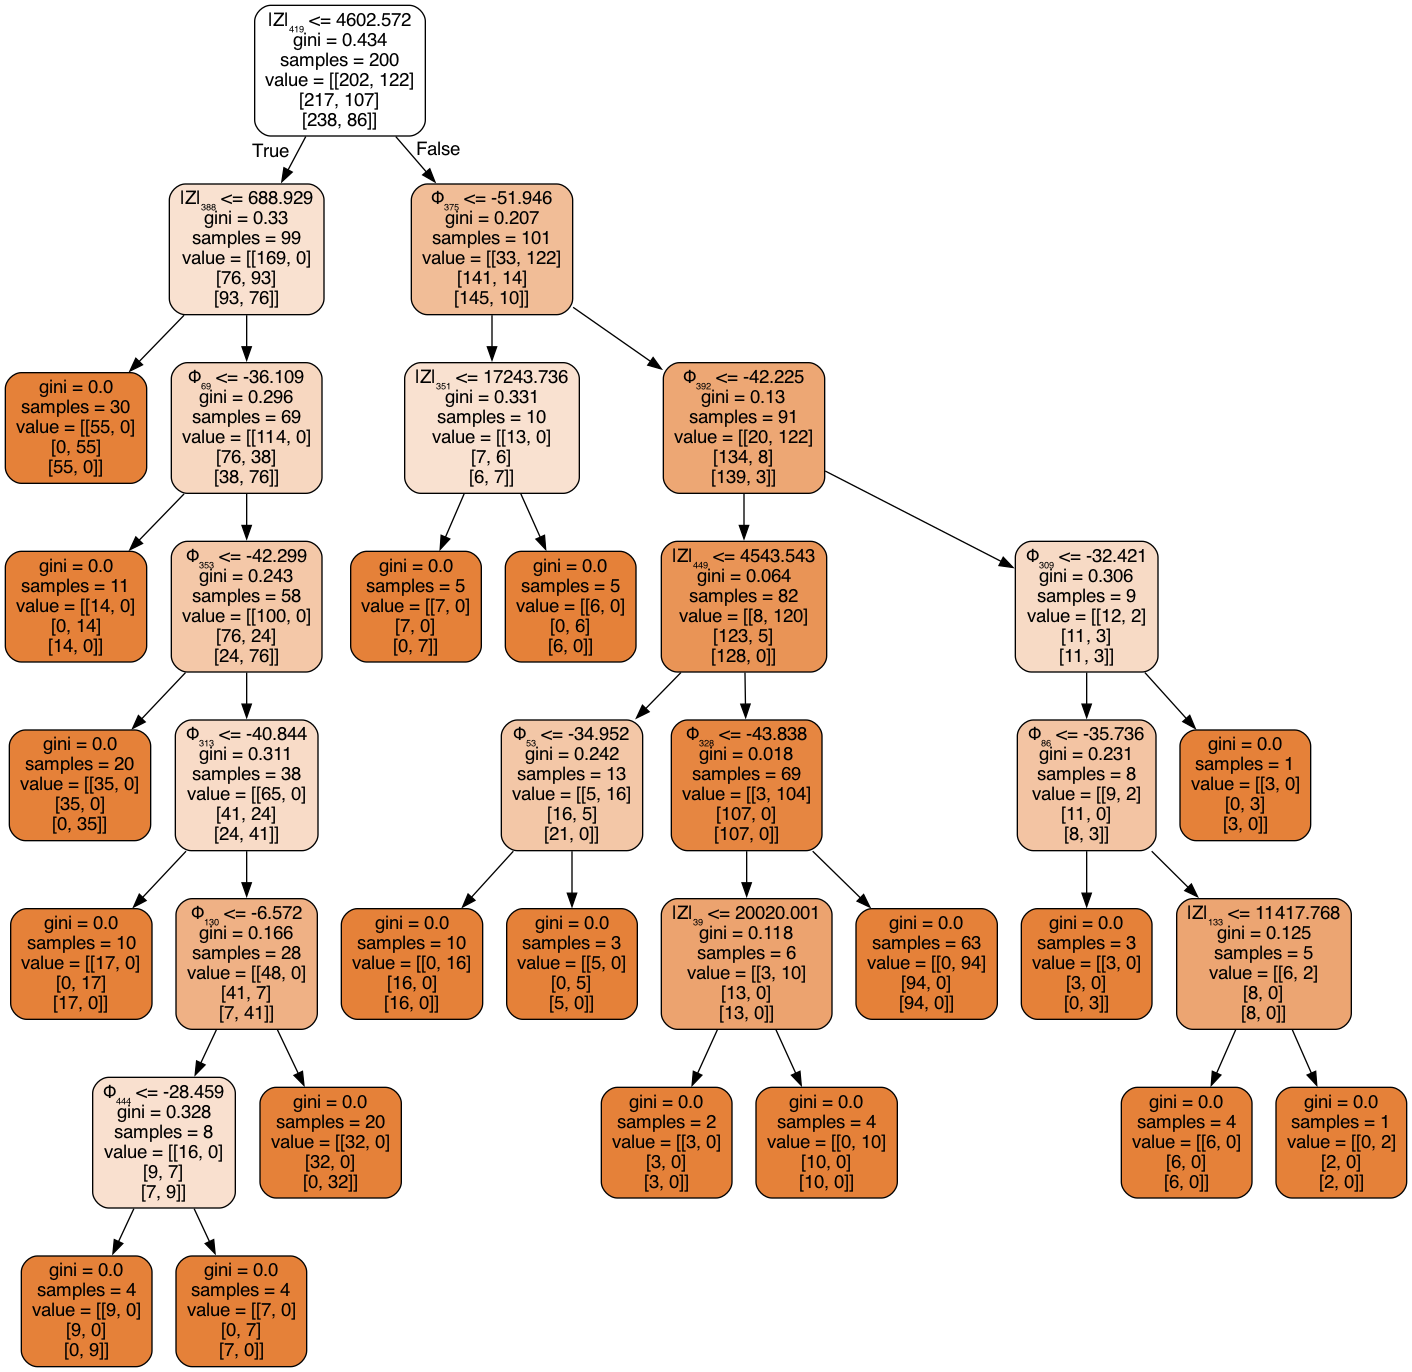 |Z|₄₁₉ <= 4602.572
gini = 0.434
samples = 200
value = [[202, 122]
[217, 107]
[238, 86]]
True
False
|Z|₃₈₈ <= 688.929
gini = 0.33
samples = 99
value = [[169, 0]
[76, 93]
[93, 76]]
Φ₃₇₅ <= -51.946
gini = 0.207
samples = 101
value = [[33, 122]
[141, 14]
[145, 10]]
gini = 0.0
samples = 30
value = [[55, 0]
[0, 55]
[55, 0]]
Φ₆₉ <= -36.109
gini = 0.296
samples = 69
value = [[114, 0]
[76, 38]
[38, 76]]
|Z|₃₅₁ <= 17243.736
gini = 0.331
samples = 10
value = [[13, 0]
[7, 6]
[6, 7]]
Φ₃₉₂ <= -42.225
gini = 0.13
samples = 91
value = [[20, 122]
[134, 8]
[139, 3]]
gini = 0.0
samples = 11
value = [[14, 0]
[0, 14]
[14, 0]]
Φ₃₅₃ <= -42.299
gini = 0.243
samples = 58
value = [[100, 0]
[76, 24]
[24, 76]]
gini = 0.0
samples = 5
value = [[7, 0]
[7, 0]
[0, 7]]
gini = 0.0
samples = 5
value = [[6, 0]
[0, 6]
[6, 0]]
|Z|₄₄₉ <= 4543.543
gini = 0.064
samples = 82
value = [[8, 120]
[123, 5]
[128, 0]]
Φ₃₀₉ <= -32.421
gini = 0.306
samples = 9
value = [[12, 2]
[11, 3]
[11, 3]]
gini = 0.0
samples = 20
value = [[35, 0]
[35, 0]
[0, 35]]
Φ₃₁₃ <= -40.844
gini = 0.311
samples = 38
value = [[65, 0]
[41, 24]
[24, 41]]
Φ₅₃ <= -34.952
gini = 0.242
samples = 13
value = [[5, 16]
[16, 5]
[21, 0]]
Φ₃₂₈ <= -43.838
gini = 0.018
samples = 69
value = [[3, 104]
[107, 0]
[107, 0]]
Φ₈₆ <= -35.736
gini = 0.231
samples = 8
value = [[9, 2]
[11, 0]
[8, 3]]
gini = 0.0
samples = 1
value = [[3, 0]
[0, 3]
[3, 0]]
gini = 0.0
samples = 10
value = [[17, 0]
[0, 17]
[17, 0]]
Φ₁₃₀ <= -6.572
gini = 0.166
samples = 28
value = [[48, 0]
[41, 7]
[7, 41]]
gini = 0.0
samples = 10
value = [[0, 16]
[16, 0]
[16, 0]]
gini = 0.0
samples = 3
value = [[5, 0]
[0, 5]
[5, 0]]
|Z|₃₉ <= 20020.001
gini = 0.118
samples = 6
value = [[3, 10]
[13, 0]
[13, 0]]
gini = 0.0
samples = 63
value = [[0, 94]
[94, 0]
[94, 0]]
gini = 0.0
samples = 3
value = [[3, 0]
[3, 0]
[0, 3]]
|Z|₁₃₃ <= 11417.768
gini = 0.125
samples = 5
value = [[6, 2]
[8, 0]
[8, 0]]
Φ₄₄₄ <= -28.459
gini = 0.328
samples = 8
value = [[16, 0]
[9, 7]
[7, 9]]
gini = 0.0
samples = 20
value = [[32, 0]
[32, 0]
[0, 32]]
gini = 0.0
samples = 2
value = [[3, 0]
[3, 0]
[3, 0]]
gini = 0.0
samples = 4
value = [[0, 10]
[10, 0]
[10, 0]]
gini = 0.0
samples = 4
value = [[6, 0]
[6, 0]
[6, 0]]
gini = 0.0
samples = 1
value = [[0, 2]
[2, 0]
[2, 0]]
gini = 0.0
samples = 4
value = [[9, 0]
[9, 0]
[0, 9]]
gini = 0.0
samples = 4
value = [[7, 0]
[0, 7]
[7, 0]]